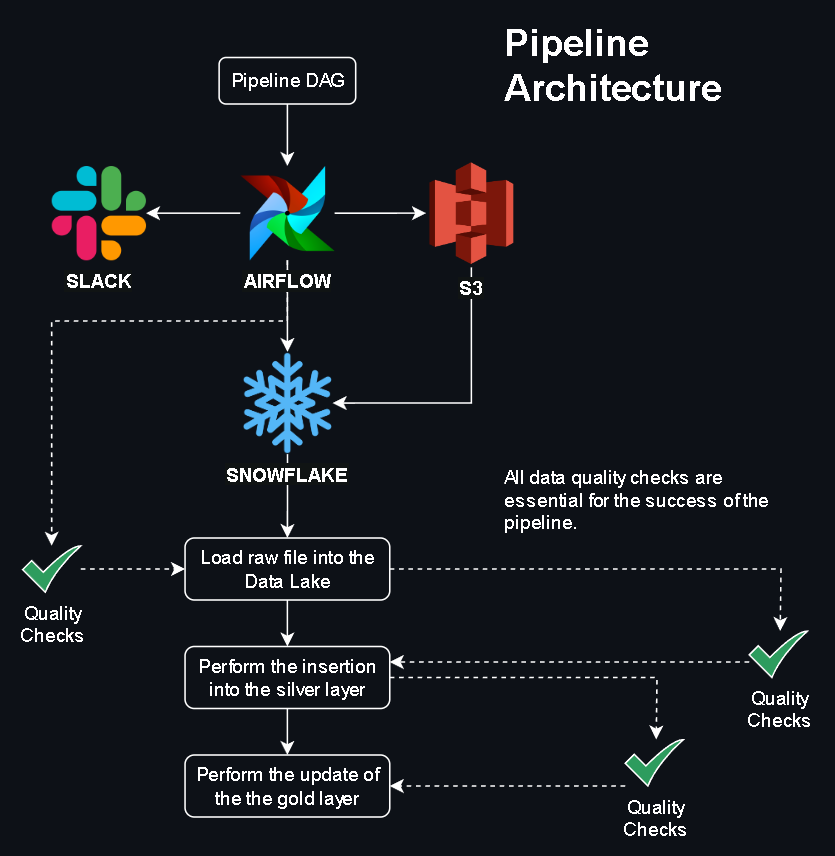 Pipeline
Architecture
Pipeline DAG
SLACK
AIRFLOW
S3
SNOWFLAKE
All data quality checks are
essential for the success of the
pipeline.
Load raw file into the
Data Lake
Quality
Checks
Perform the insertion
into the silver layer
Quality
Checks
Perform the update of
the the gold layer
Quality
Checks